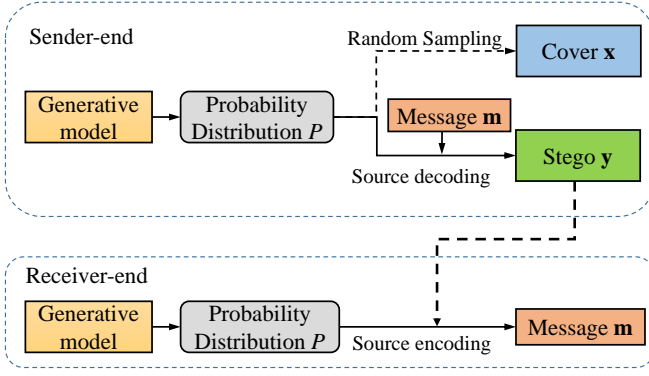 Sender-end
Random Sampling
Cover x
Generative
model
Probability
Distribution P
Message m
Stego y
Source decoding
Receiver-end
Generative
model
Probability
Distribution P
Source encoding
Message m